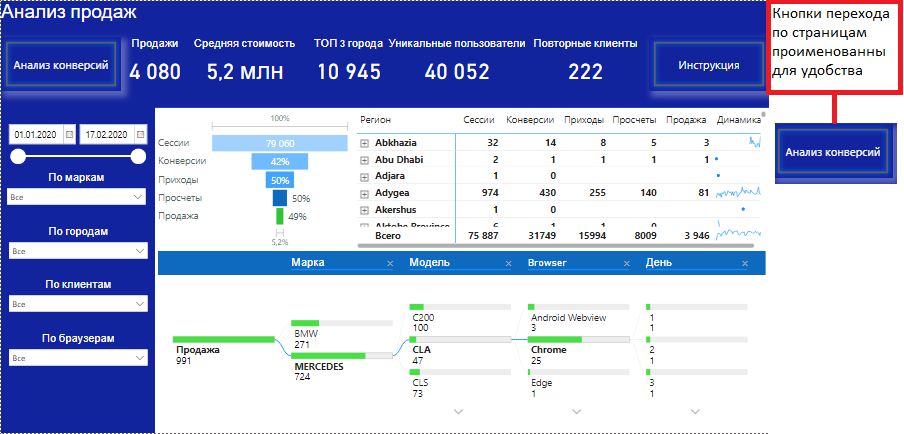 Анализ продаж
Продажи Средняя стоимость ТОП 3 города Уникальные пользователи Повторные клиенты
Анализ конверсий 4 080 5,2 млн 10 945 40 052 222 Инструкция
Кнопки перехода
по страницам
проименованны
для удобства
Анализ конверсий
01.01.2020 17.02.2020
По маркам
Все
По городам
Все
По клиентам
Все
По браузерам
Все
100%
Сессии 79 060
Конверсии 42%
Приходы 50%
Просчеты 50%
Продажа 49%
5,2%
Регион Сессии Конверсии Приходы Просчеты Продажа Динамика
Abkhazia 32 14 8 5 3
Abu Dhabi 2 1 1 1 1
Adjara 1 0
Adygea 974 430 255 140 81
Akershus 1 0
Aktobe Province 6 1 1 0
Всего 75 887 31749 15994 8009 3 946
Марка Модель Browser День
Продажа
991
BMW
271
MERCEDES
724
C200
100
CLA
47
CLS
73
Android Webview
3
Chrome
25
Edge
1
1
1
2
1
3
1